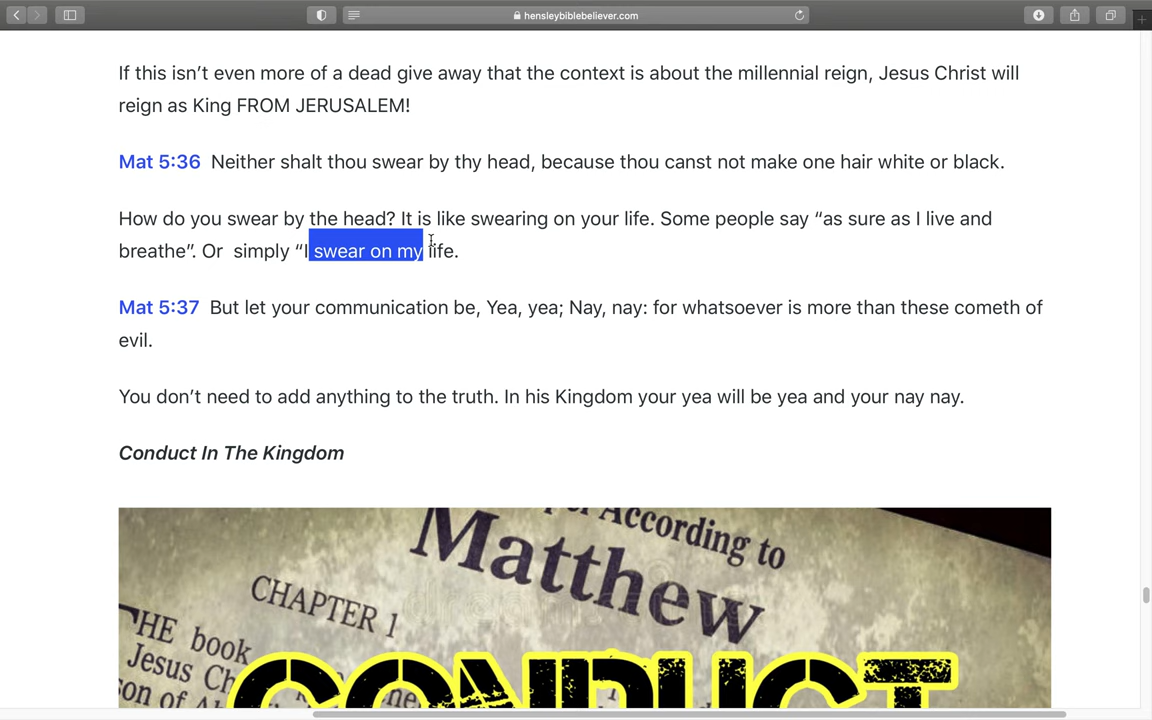 hensleybiblebeliever.com
If this isn’t even more of a dead give away that the context is about the millennial reign, Jesus Christ will
reign as King FROM JERUSALEM!
Mat 5:36 Neither shalt thou swear by thy head, because thou canst not make one hair white or black.
How do you swear by the head? It is like swearing on your life. Some people say “as sure as I live and
breathe”. Or simply “I swear on my life.
Mat 5:37 But let your communication be, Yea, yea; Nay, nay: for whatsoever is more than these cometh of
evil.
You don’t need to add anything to the truth. In his Kingdom your yea will be yea and your nay nay.
Conduct In The Kingdom
According to
Matthew
CHAPTER 1
THE book
Jesus
son of
CONDUCT